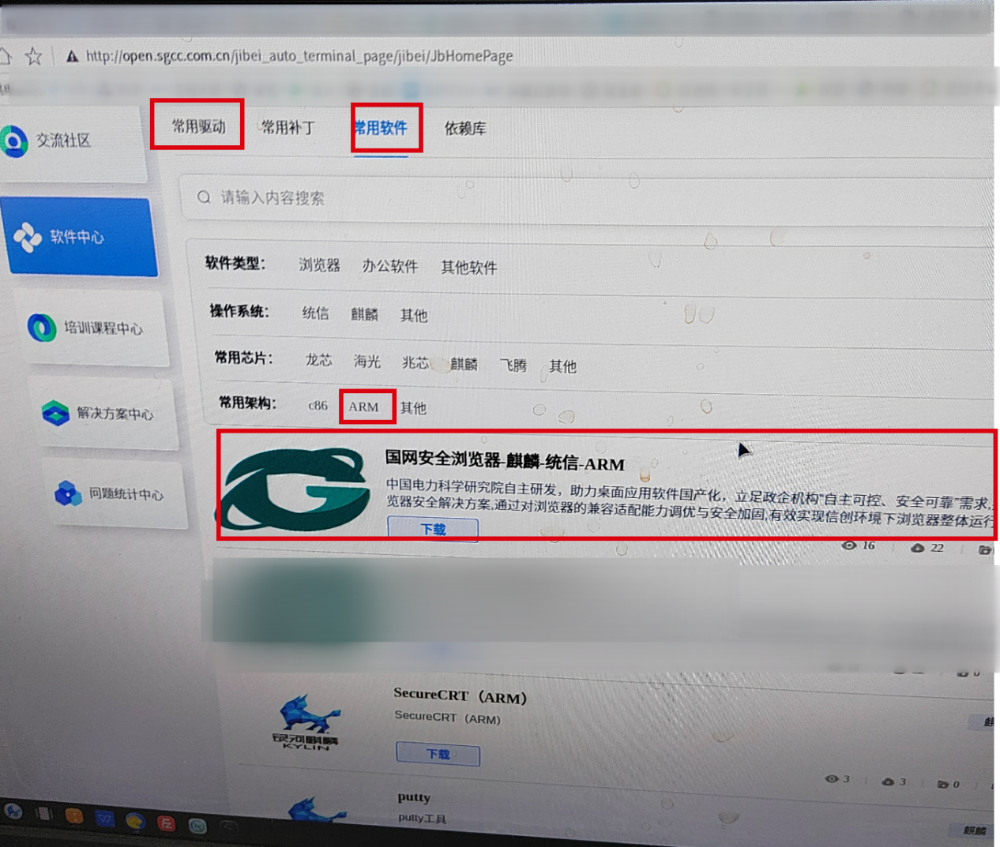 http://open.sgcc.com.cn/jibei_auto_terminal_page/jibei/JbHomePage
常用驱动 常用补丁 常用软件 依赖库
交流社区
请输入内容搜索
软件中心
软件类型： 浏览器 办公软件 其他软件
操作系统： 统信 麒麟 其他
培训课程中心
常用芯片： 龙芯 海光 兆芯 麒麟 飞腾 其他
常用架构： c86 ARM 其他
解决方案中心
国网安全浏览器-麒麟-统信-ARM
中国电力科学研究院自主研发，助力桌面应用软件国产化，立足政企机构"自主可控、安全可靠"需求,
问题统计中心
览器安全解决方案,通过对浏览器的兼容适配能力调优与安全加固,有效实现信创环境下浏览器整体运行
下载
16 22
SecureCRT（ARM）
SecureCRT（ARM）
银河麒麟
KYLIN
下载
3 3 0
putty
putty工具
麒麟